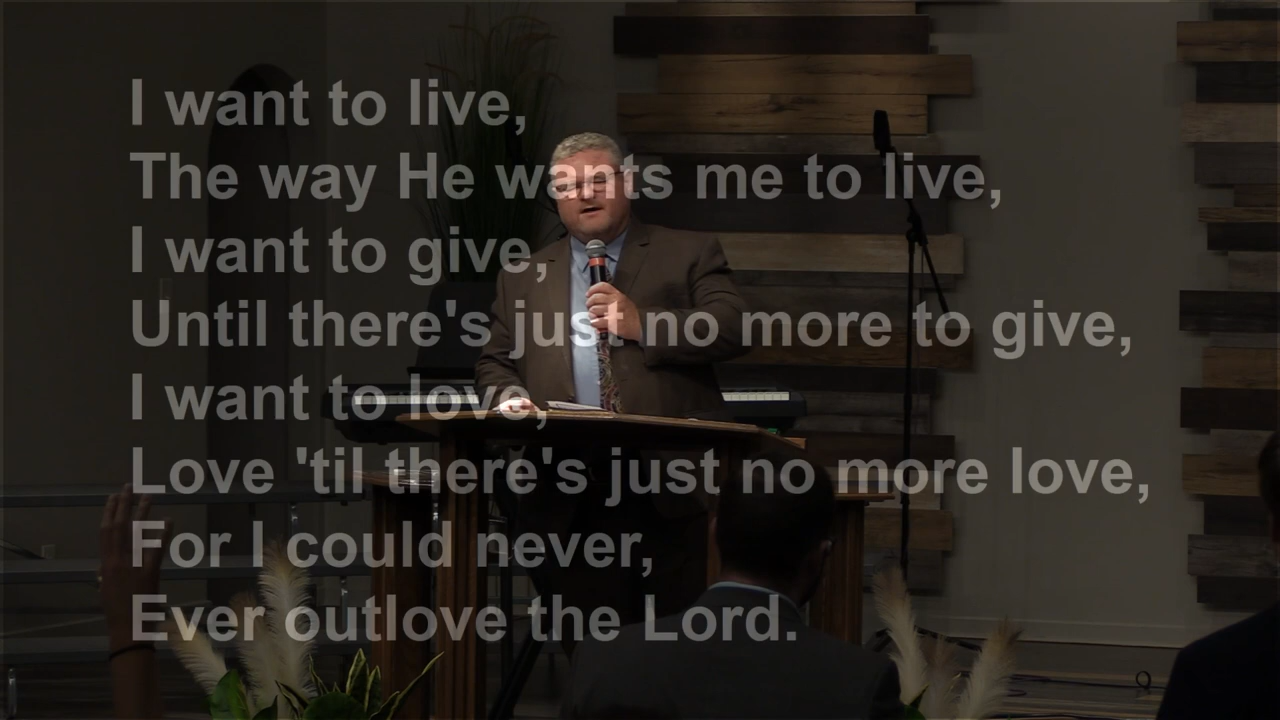 I want to live,
The way He wants me to live,
I want to give,
Until there's just no more to give,
I want to love,
Love 'til there's just no more love,
For I could never,
Ever outlove the Lord.